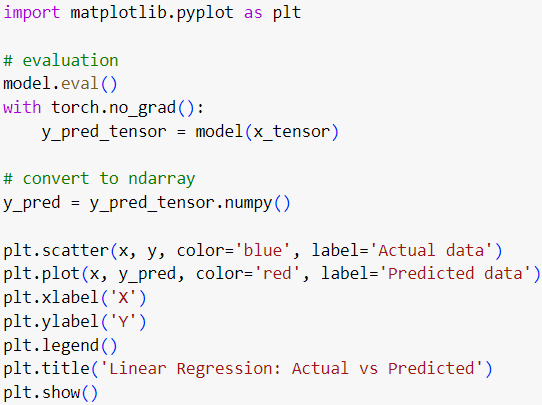 import matplotlib.pyplot as plt

# evaluation
model.eval()
with torch.no_grad():
    y_pred_tensor = model(x_tensor)

# convert to ndarray
y_pred = y_pred_tensor.numpy()

plt.scatter(x, y, color='blue', label='Actual data')
plt.plot(x, y_pred, color='red', label='Predicted data')
plt.xlabel('X')
plt.ylabel('Y')
plt.legend()
plt.title('Linear Regression: Actual vs Predicted')
plt.show()